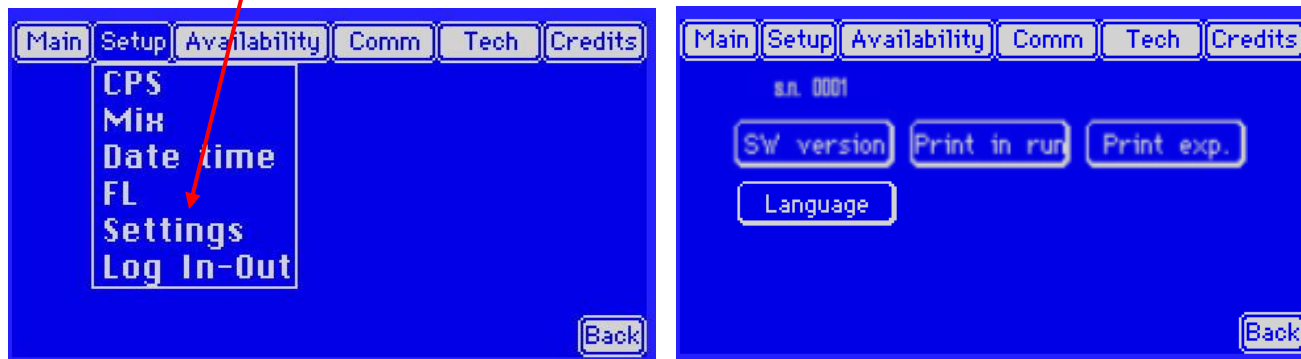 Main Setup Availability Comm Tech Credits
CPS
Mix
Date time
FL
Settings
Log In-Out
Back
Main Setup Availability Comm Tech Credits
s.n. 0001
SW version Print in run Print exp.
Language
Back